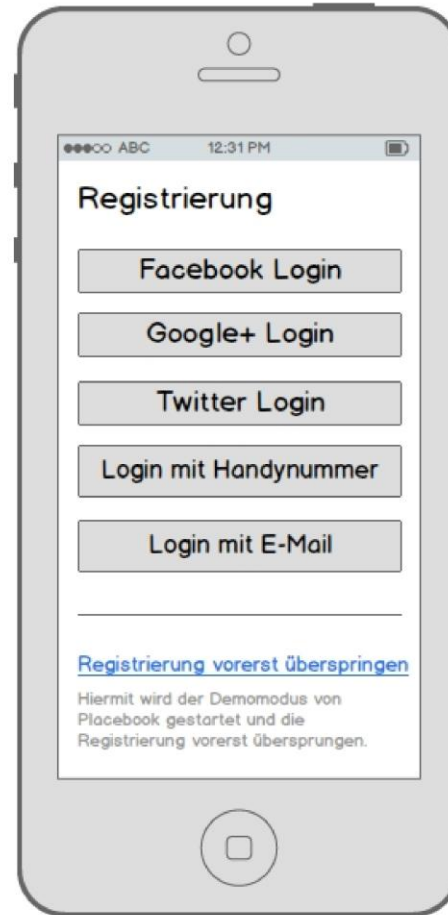 ABC 12:31 PM
Registrierung
Facebook Login
Google+ Login
Twitter Login
Login mit Handynummer
Login mit E-Mail
Registrierung vorerst überspringen
Hiermit wird der Demomodus von
Placebook gestartet und die
Registrierung vorerst übersprungen.